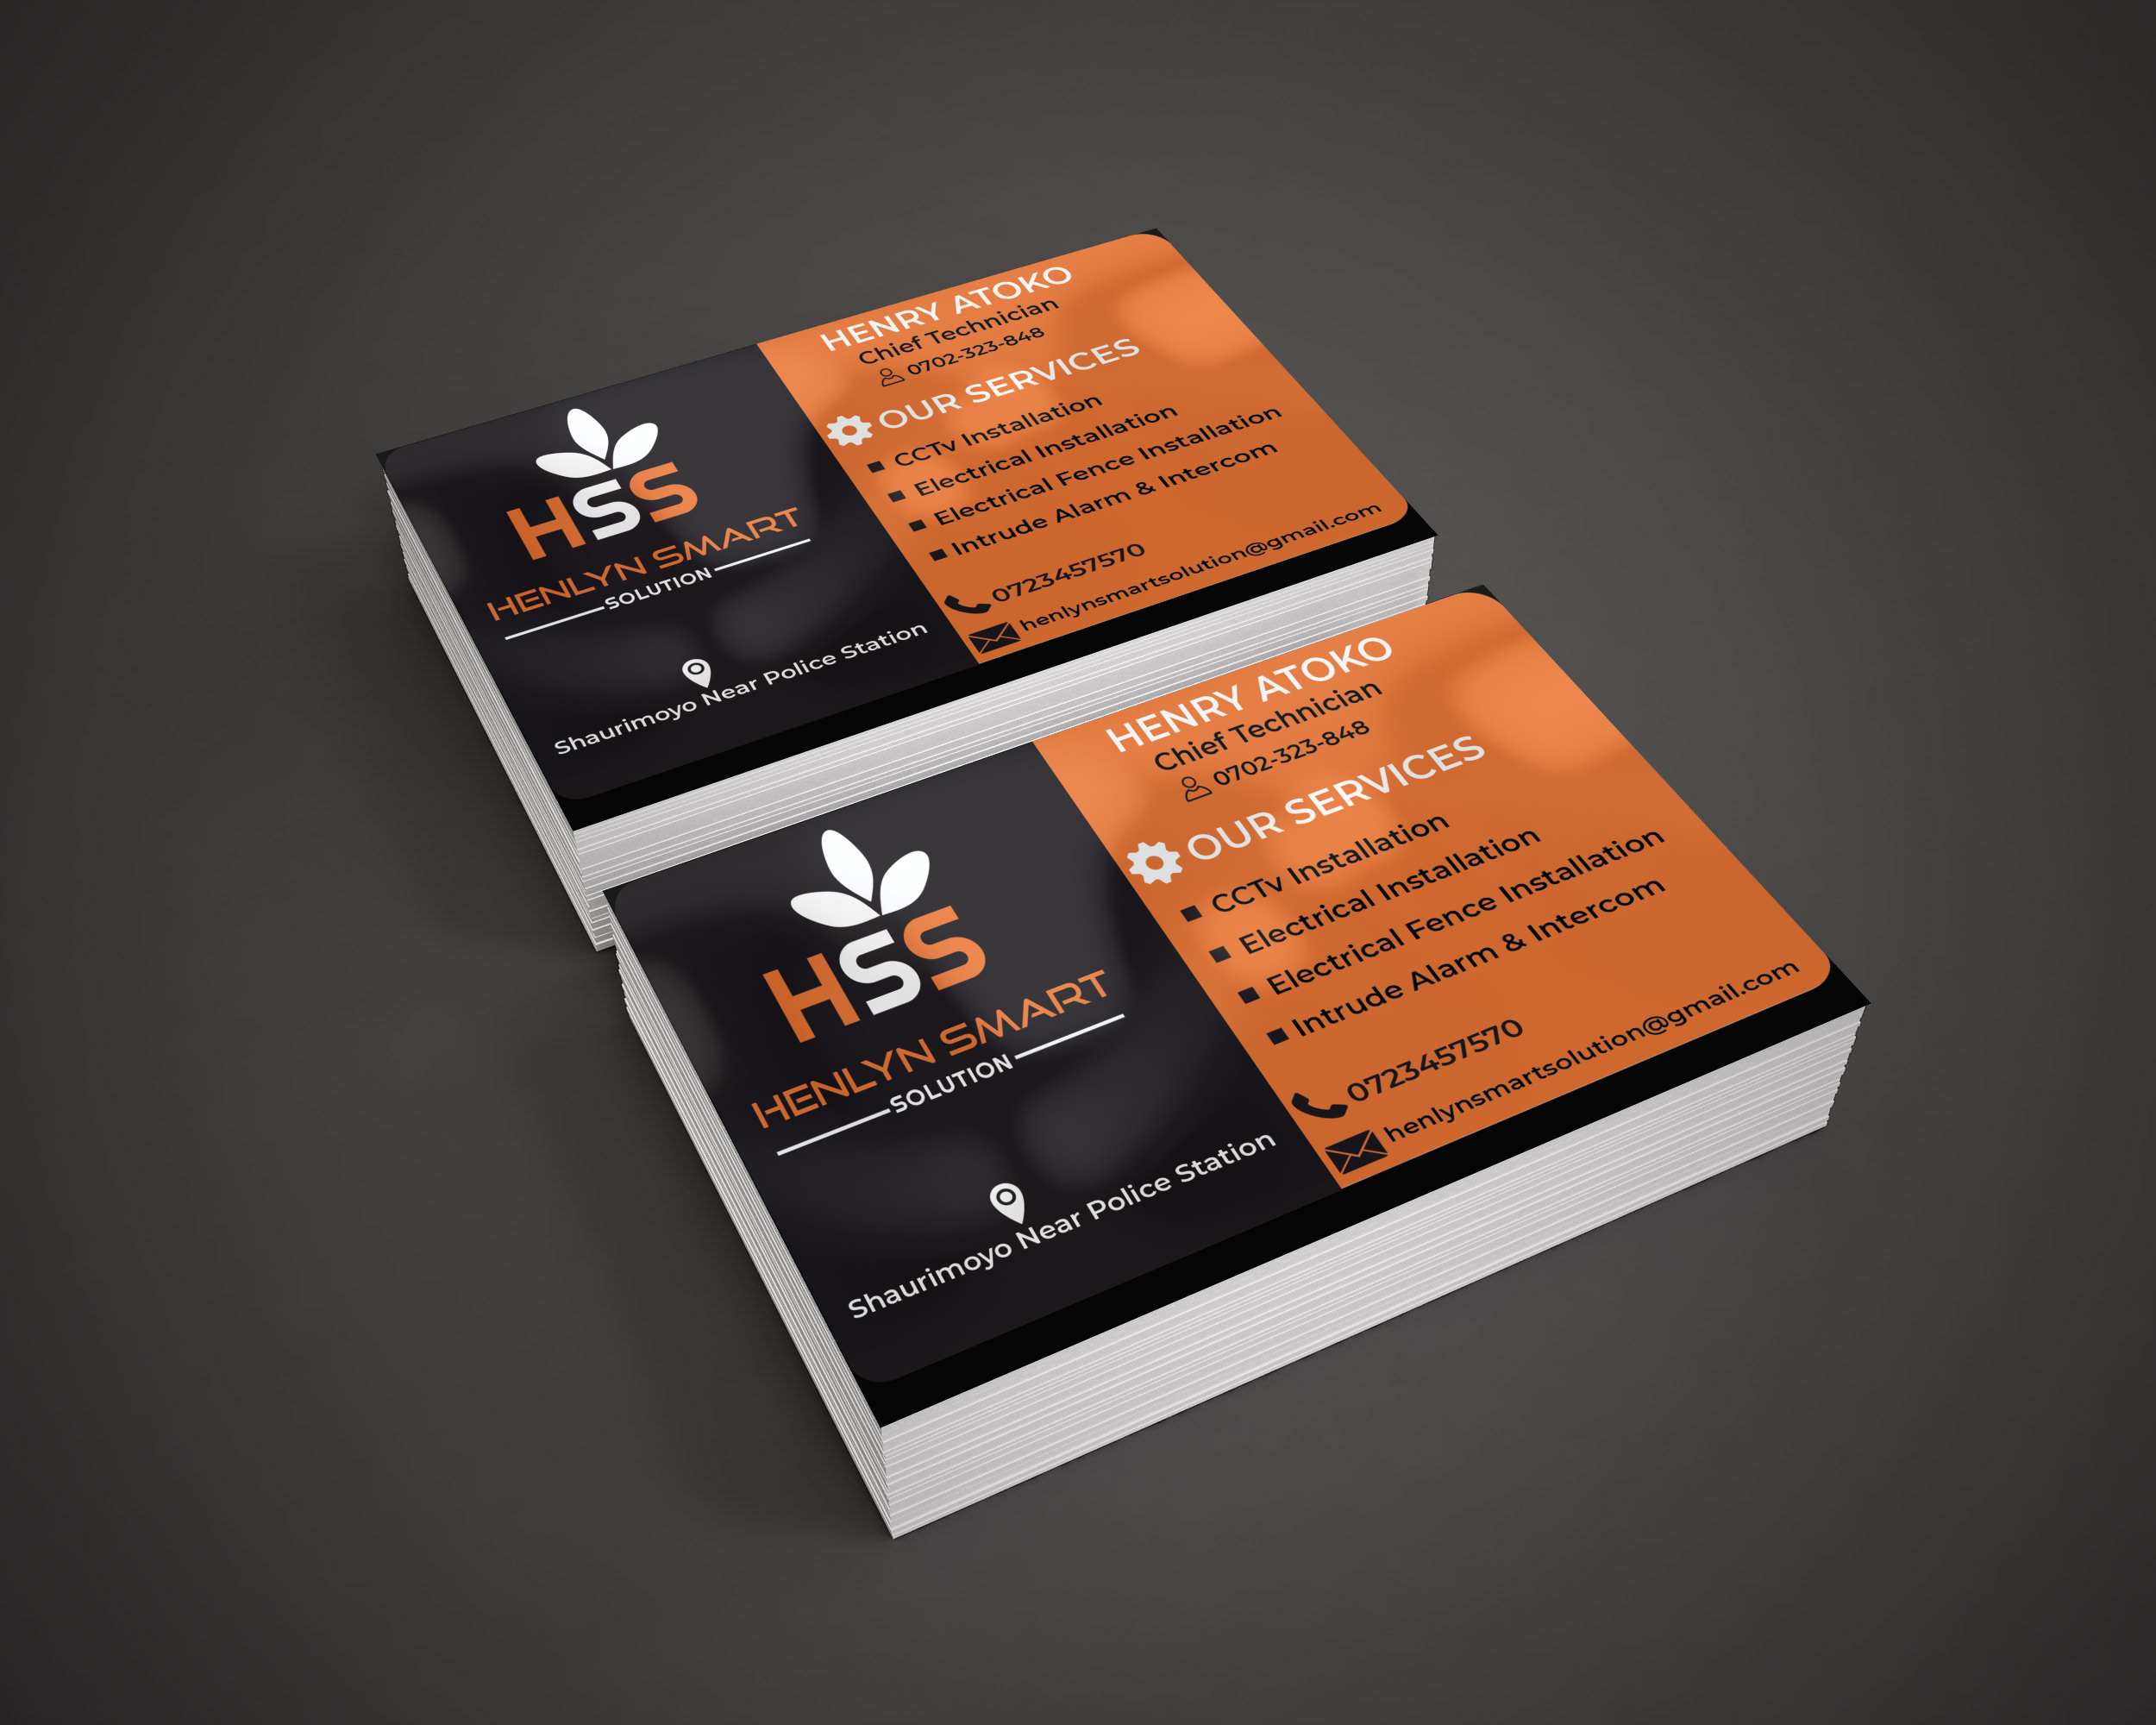 HSS
HENLYN SMART
SOLUTION
Shaurimoyo Near Police Station
HENRY ATOKO
Chief Technician
0702-323-848
OUR SERVICES
CCTv Installation
Electrical Installation
Electrical Fence Installation
Intrude Alarm & Intercom
0723457570
henlynsmartsolution@gmail.com
HSS
HENLYN SMART
SOLUTION
Shaurimoyo Near Police Station
HENRY ATOKO
Chief Technician
0702-323-848
OUR SERVICES
CCTv Installation
Electrical Installation
Electrical Fence Installation
Intrude Alarm & Intercom
0723457570
henlynsmartsolution@gmail.com